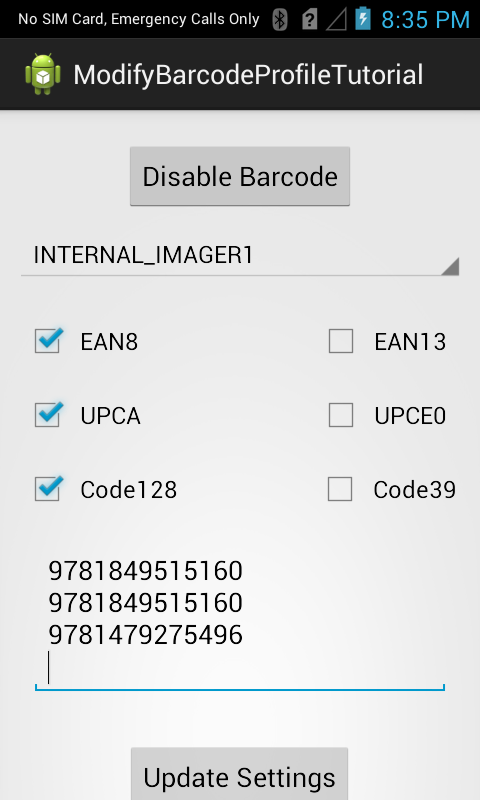 No SIM Card, Emergency Calls Only 8:35 PM
ModifyBarcodeProfileTutorial
Disable Barcode
INTERNAL_IMAGER1
EAN8 EAN13
UPCA UPCE0
Code128 Code39
9781849515160
9781849515160
9781479275496
Update Settings